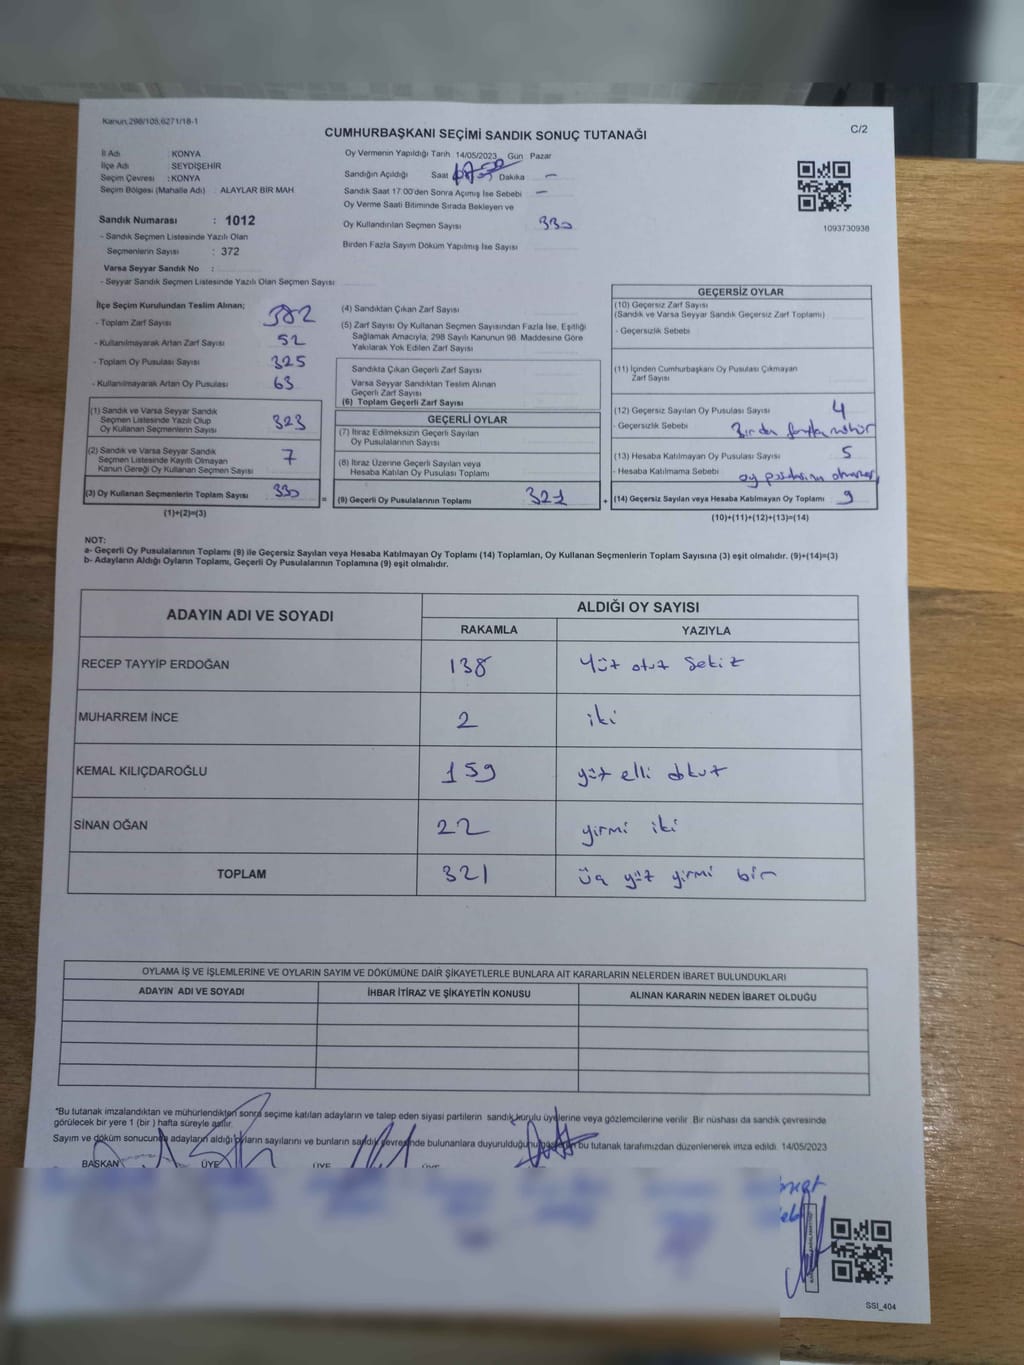 Kanun,298/108,6271/18-1
CUMHURBAŞKANI SEÇİMİ SANDIK SONUÇ TUTANAĞI
C/2
İl Adı : KONYA
İlçe Adı : SEYDİŞEHİR
Seçim Çevresi : KONYA
Seçim Bölgesi (Mahalle Adı) : ALAYLAR BİR MAH
Sandık Numarası : 1012
- Sandık Seçmen Listesinde Yazılı Olan
Seçmenlerin Sayısı : 372
Varsa Seyyar Sandık No :
- Seyyar Sandık Seçmen Listesinde Yazılı Olan Seçmen Sayısı :
Oy Vermenin Yapıldığı Tarih 14/05/2023 Gün Pazar
Sandığın Açıldığı Saat Dakika —
Sandık Saat 17:00'den Sonra Açımış İse Sebebi —
Oy Verme Saati Bitiminde Sırada Bekleyen ve
Oy Kullandırılan Seçmen Sayısı 330
Birden Fazla Sayım Döküm Yapılmış İse Sayısı
1093730938
İlçe Seçim Kurulundan Teslim Alınan;
- Toplam Zarf Sayısı 382
- Kullanılmayarak Artan Zarf Sayısı 52
- Toplam Oy Pusulası Sayısı 325
- Kullanılmayarak Artan Oy Pusulası 63
(1) Sandık ve Varsa Seyyar Sandık
Seçmen Listesinde Yazılı Olup
Oy Kullanan Seçmenlerin Sayısı 323
(2) Sandık ve Varsa Seyyar Sandık
Seçmen Listesinde Kayıtlı Olmayan
Kanun Gereği Oy Kullanan Seçmen Sayısı 7
(3) Oy Kullanan Seçmenlerin Toplam Sayısı 330 =
(1)+(2)=(3)
(4) Sandıktan Çıkan Zarf Sayısı
(5) Zarf Sayısı Oy Kullanan Seçmen Sayısından Fazla İse, Eşitliği
Sağlamak Amacıyla, 298 Sayılı Kanunun 98. Maddesine Göre
Yakılarak Yok Edilen Zarf Sayısı
Sandıkta Çıkan Geçerli Zarf Sayısı
Varsa Seyyar Sandıktan Teslim Alınan
Geçerli Zarf Sayısı
(6) Toplam Geçerli Zarf Sayısı
GEÇERLİ OYLAR
(7) İtiraz Edilmeksizin Geçerli Sayılan
Oy Pusulalarının Sayısı
(8) İtiraz Üzerine Geçerli Sayılan veya
Hesaba Katılan Oy Pusulası Toplamı
(9) Geçerli Oy Pusulalarının Toplamı 321 +
GEÇERSİZ OYLAR
(10) Geçersiz Zarf Sayısı
(Sandık ve Varsa Seyyar Sandık Geçersiz Zarf Toplamı)
- Geçersizlik Sebebi
(11) İçinden Cumhurbaşkanı Oy Pusulası Çıkmayan
Zarf Sayısı
(12) Geçersiz Sayılan Oy Pusulası Sayısı 4
- Geçersizlik Sebebi Birden fazla mühür
(13) Hesaba Katılmayan Oy Pusulası Sayısı 5
- Hesaba Katılmama Sebebi oy pusulasının
(14) Geçersiz Sayılan veya Hesaba Katılmayan Oy Toplamı 9
(10)+(11)+(12)+(13)=(14)
NOT:
a- Geçerli Oy Pusulalarının Toplamı (9) ile Geçersiz Sayılan veya Hesaba Katılmayan Oy Toplamı (14) Toplamları, Oy Kullanan Seçmenlerin Toplam Sayısına (3) eşit olmalıdır. (9)+(14)=(3)
b- Adayların Aldığı Oyların Toplamı, Geçerli Oy Pusulalarının Toplamına (9) eşit olmalıdır.
ADAYIN ADI VE SOYADI
ALDIĞI OY SAYISI
RAKAMLA YAZIYLA
RECEP TAYYİP ERDOĞAN 138 Yüz otuz Sekiz
MUHARREM İNCE 2 iki
KEMAL KILIÇDAROĞLU 159 yüz elli dokuz
SİNAN OĞAN 22 yirmi iki
TOPLAM 321 üç yüz yirmi bir
OYLAMA İŞ VE İŞLEMLERİNE VE OYLARIN SAYIM VE DÖKÜMÜNE DAİR ŞİKAYETLERLE BUNLARA AİT KARARLARIN NELERDEN İBARET BULUNDUKLARI
ADAYIN ADI VE SOYADI İHBAR İTİRAZ VE ŞİKAYETİN KONUSU ALINAN KARARIN NEDEN İBARET OLDUĞU
*Bu tutanak imzalandıktan ve mühürlendikten sonra seçime katılan adayların ve talep eden siyasi partilerin sandık kurulu üyelerine veya gözlemcilerine verilir. Bir nüshası da sandık çevresinde
görülecek bir yere 1 (bir ) hafta süreyle asılır.
Sayım ve döküm sonucunda adayların aldığı oyların sayılarını ve bunların sandık çevresinde bulunanlara duyurulduğunu bu tutanak tarafımızdan düzenlenerek imza edildi. 14/05/2023
BAŞKAN ÜYE ÜYE ÜYE
SSI_404